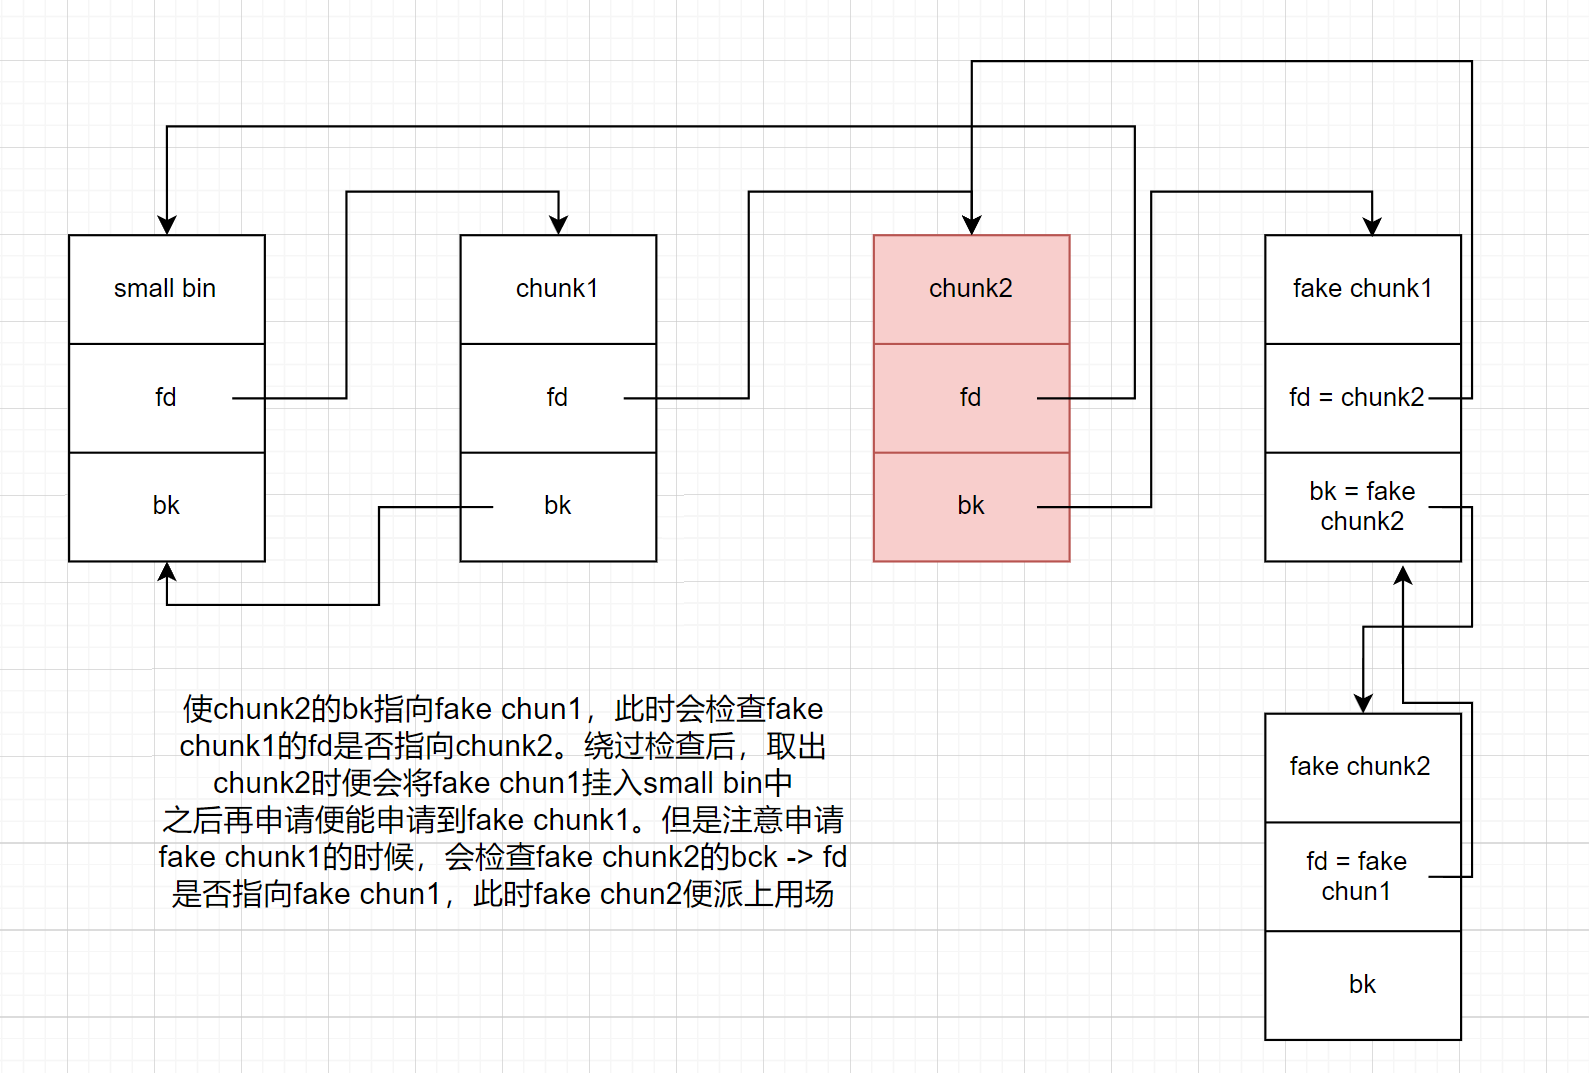 small bin
fd
bk
chunk1
fd
bk
chunk2
fd
bk
fake chunk1
fd = chunk2
bk = fake
chunk2
fake chunk2
fd = fake
chun1
bk
使chunk2的bk指向fake chun1，此时会检查fake
chunk1的fd是否指向chunk2。绕过检查后，取出
chunk2时便会将fake chun1挂入small bin中
之后再申请便能申请到fake chunk1。但是注意申请
fake chunk1的时候，会检查fake chunk2的bck -> fd
是否指向fake chun1，此时fake chun2便派上用场